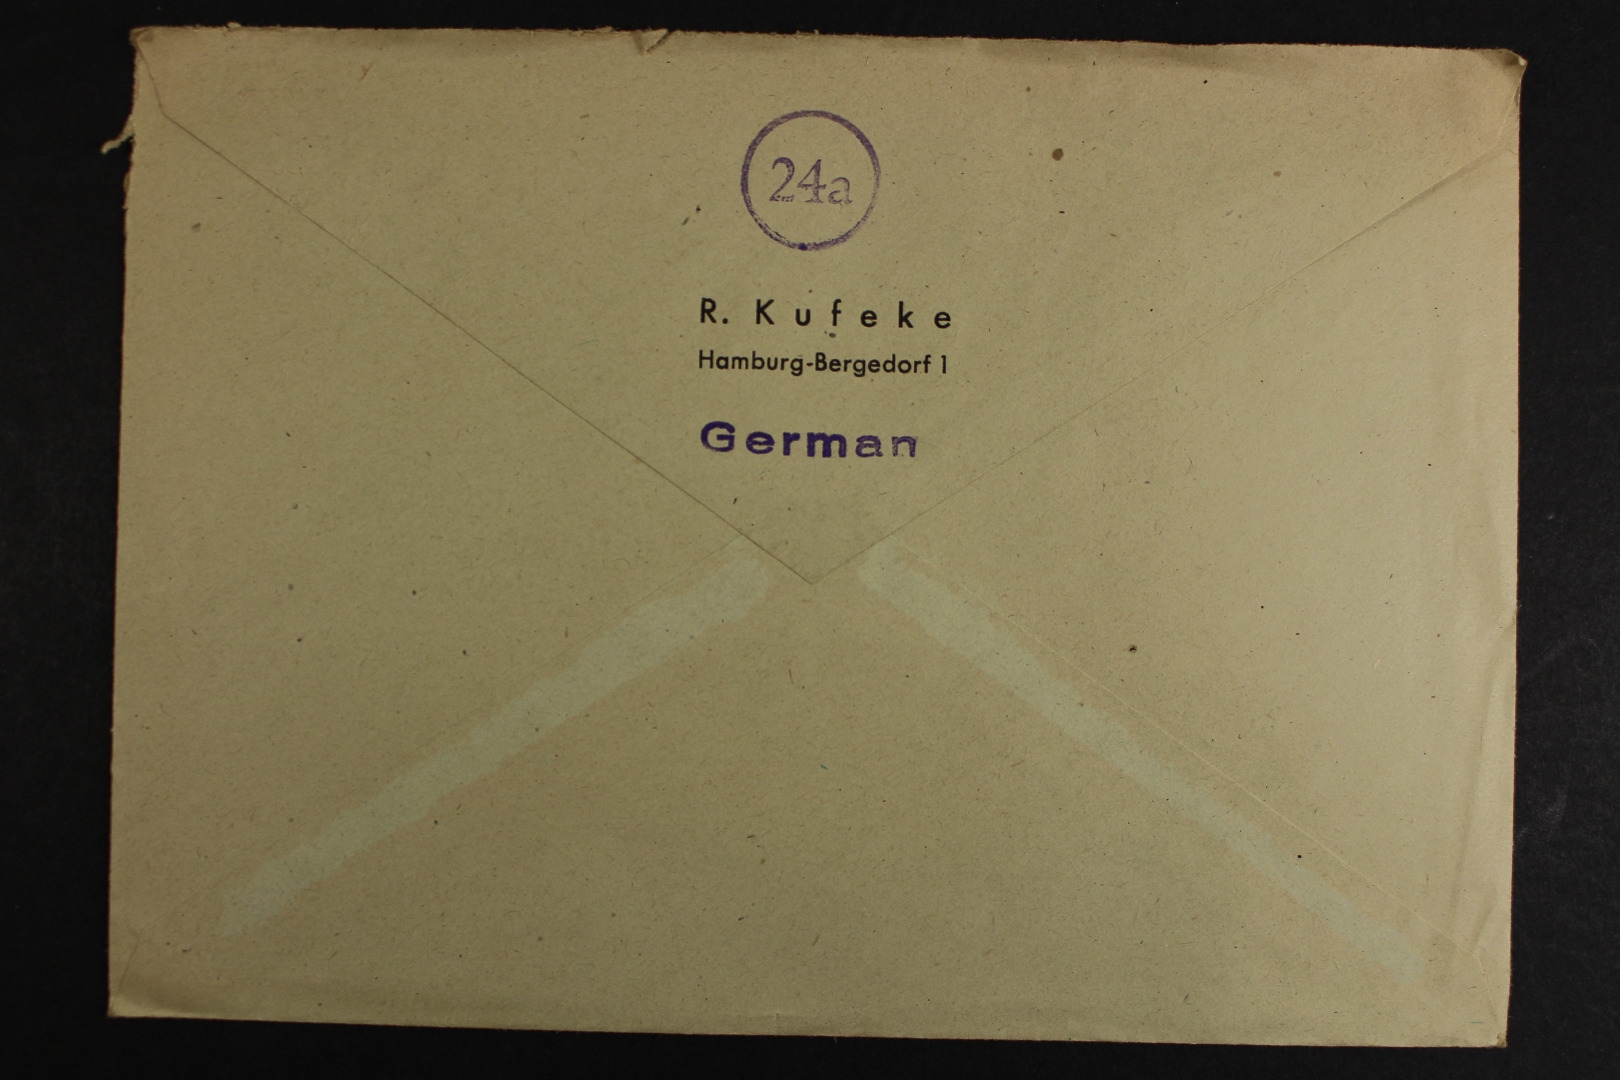 24a
R. Kufeke
Hamburg-Bergedorf 1
German